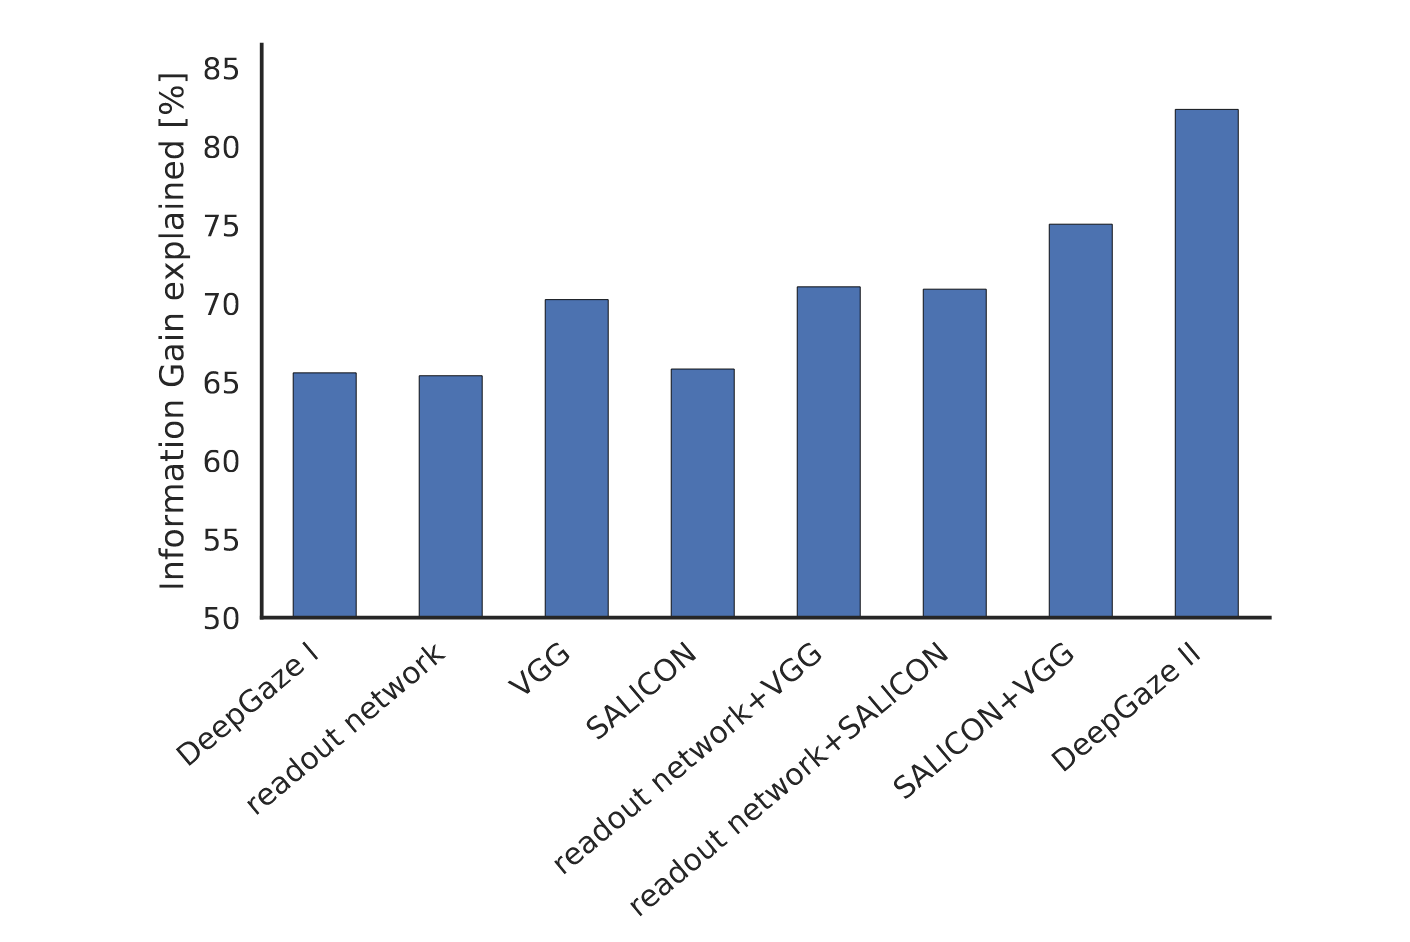 Information Gain explained [%]
85
80
75
70
65
60
55
50
DeepGaze I
readout network
VGG
SALICON
readout network+VGG
readout network+SALICON
SALICON+VGG
DeepGaze II